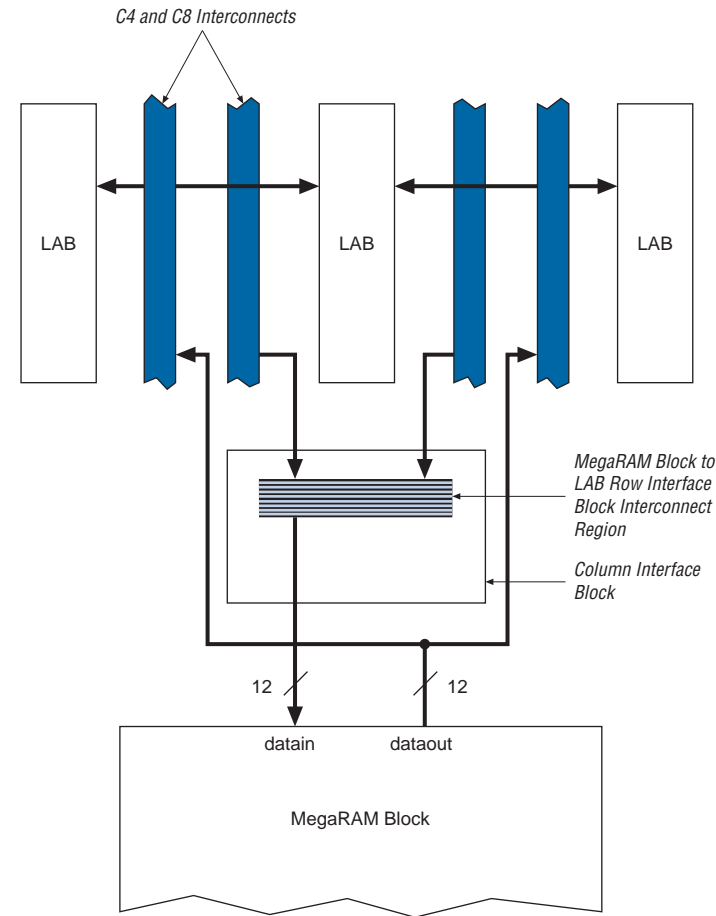 C4 and C8 Interconnects
LAB
LAB
LAB
MegaRAM Block to
LAB Row Interface
Block Interconnect
Region
Column Interface
Block
12
12
datain
dataout
MegaRAM Block